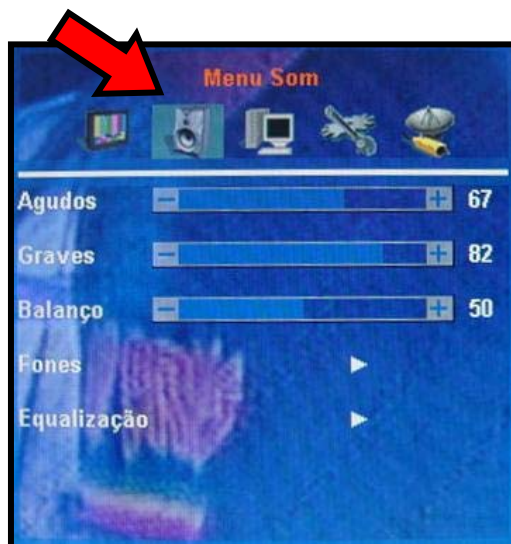 Menu Som
Agudos 67
Graves 82
Balanço 50
Fones
Equalização